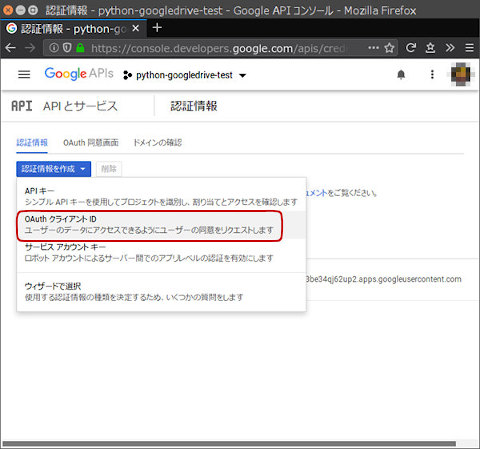 認証情報 - python-googledrive-test - Google API コンソール - Mozilla Firefox
認証情報 - python-goo
https://console.developers.google.com/apis/cred
Google APIs python-googledrive-test
API APIとサービス 認証情報
認証情報 OAuth 同意画面 ドメインの確認
認証情報を作成 削除
API キー
シンプル API キーを使用してプロジェクトを識別し、割り当てとアクセスを確認します
ュメントをご覧ください。
OAuth クライアント ID
ユーザーのデータにアクセスできるようにユーザーの同意をリクエストします
サービス アカウント キー
ロボット アカウントによるサーバー間でのアプリレベルの認証を有効にします
3be34qj62up2.apps.googleusercontent.com
ウィザードで選択
使用する認証情報の種類を決定するため、いくつかの質問をします